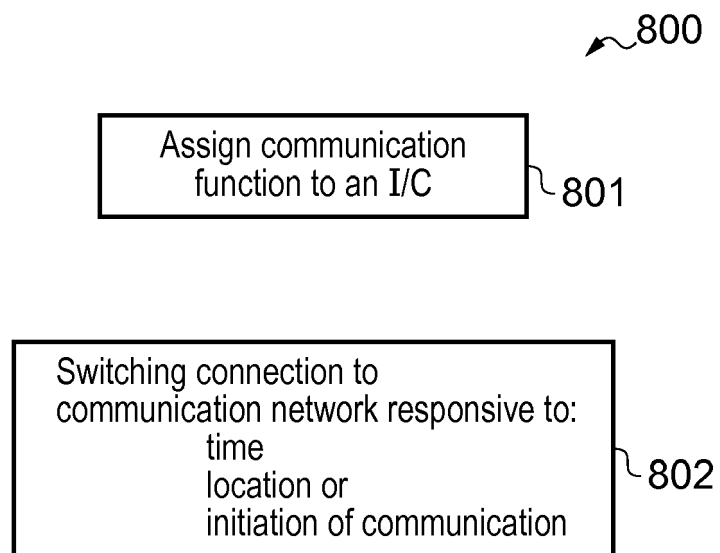 800
Assign communication
function to an I/C
801
Switching connection to
communication network responsive to:
time
location or
initiation of communication
802